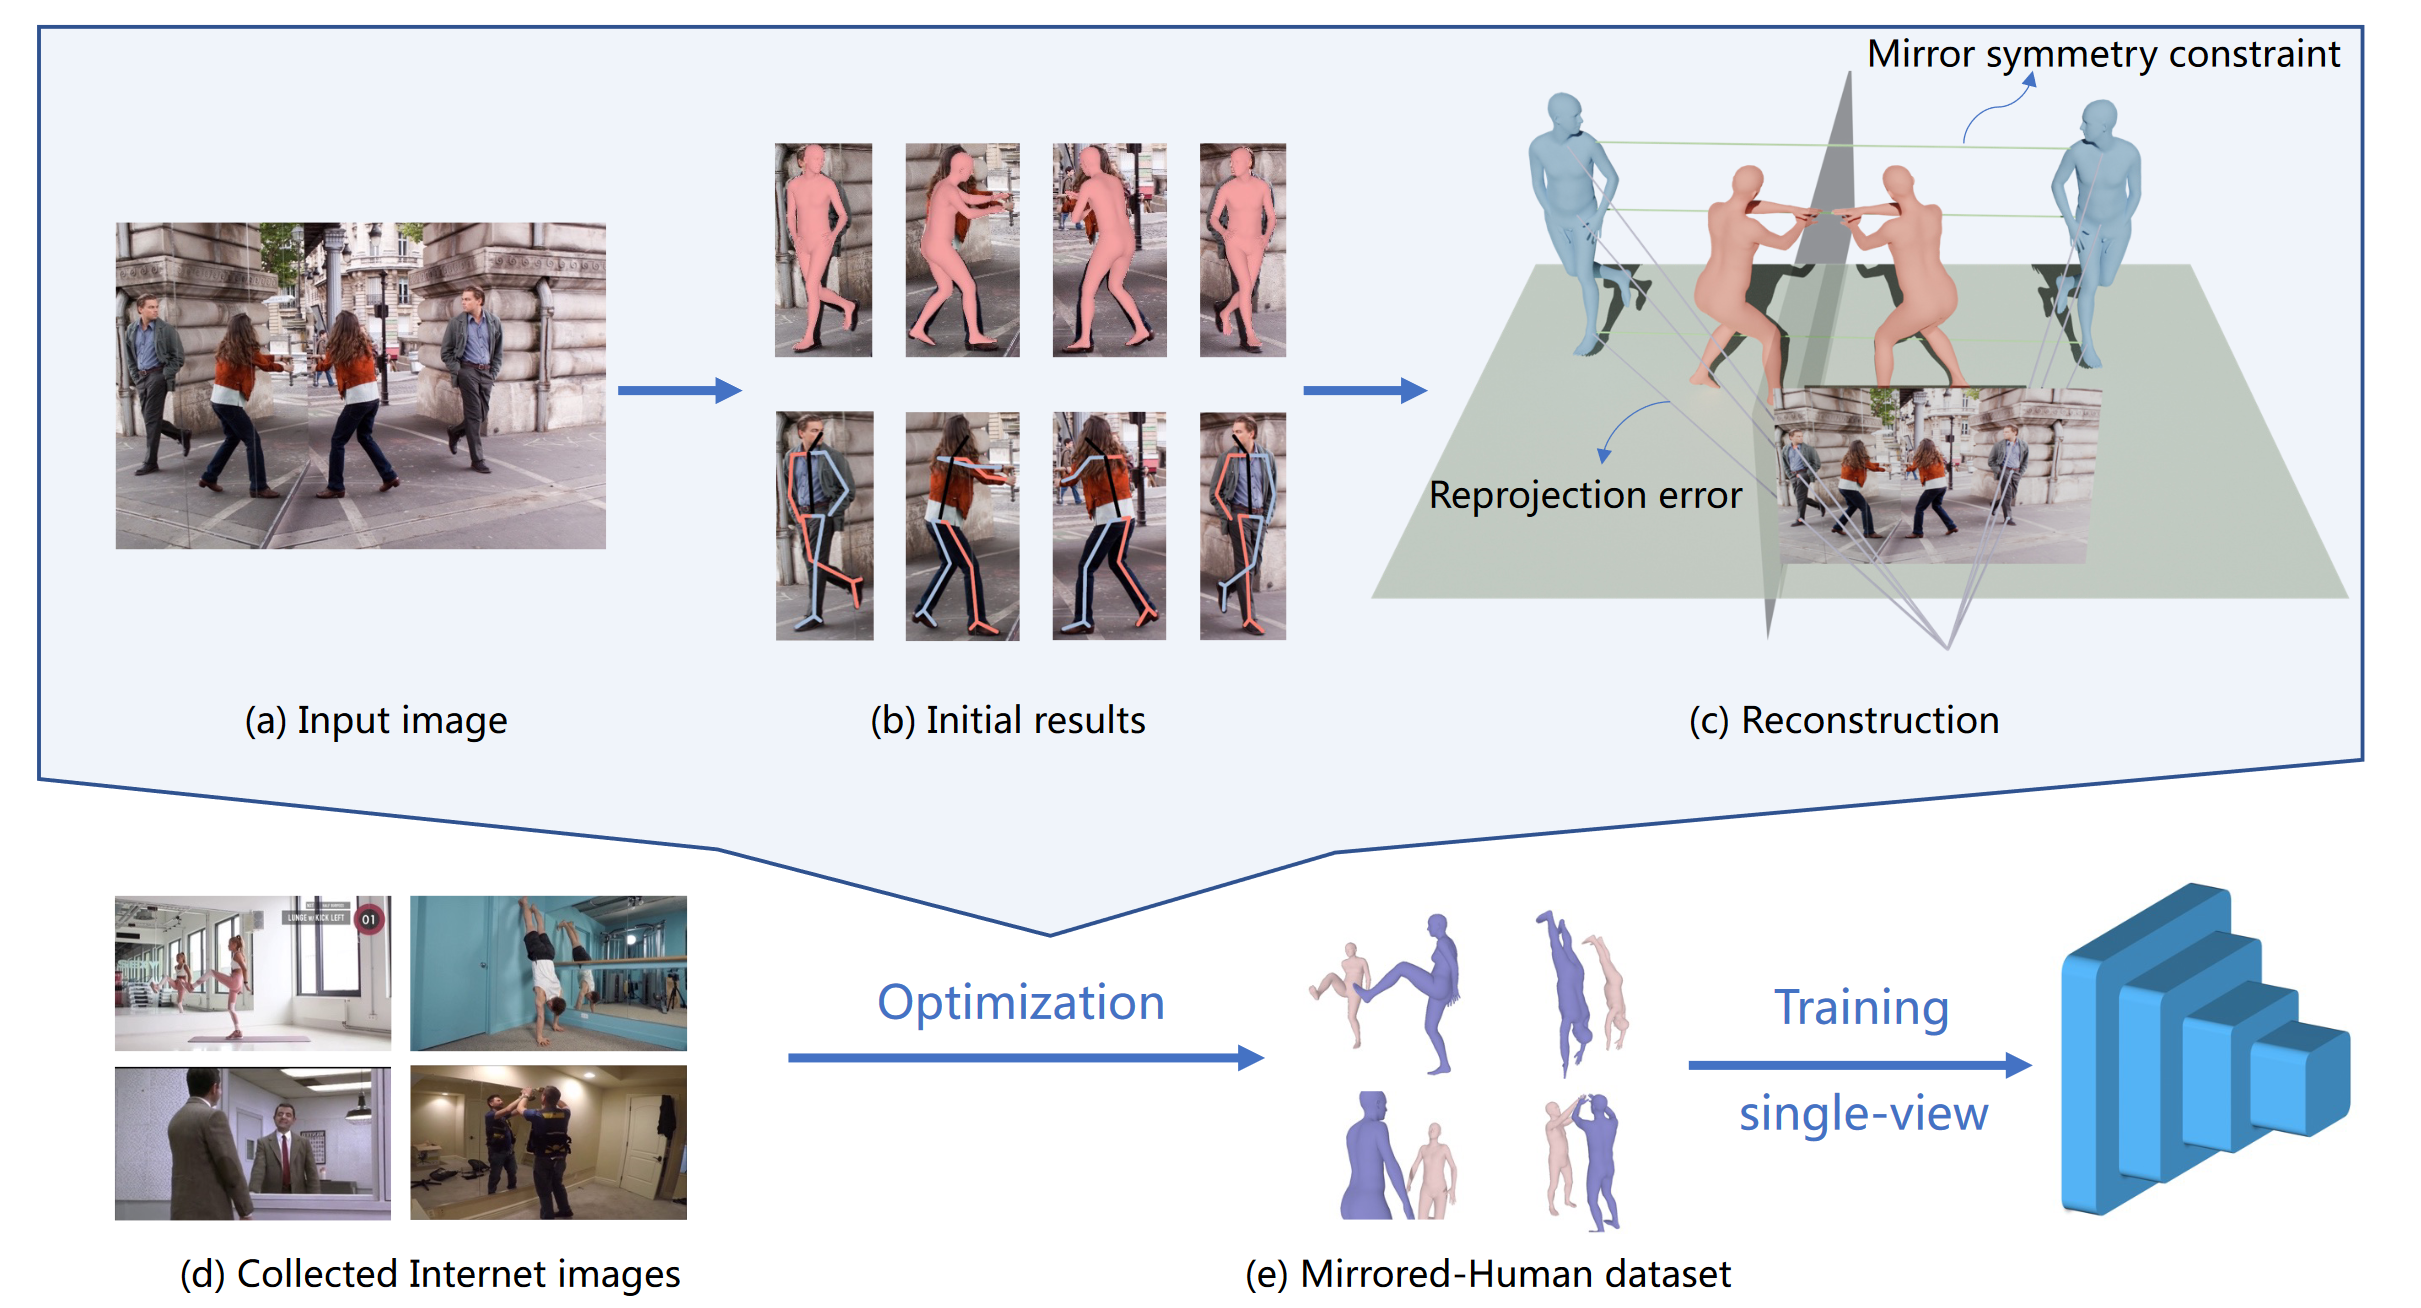 Mirror symmetry constraint
Reprojection error
(a) Input image
(b) Initial results
(c) Reconstruction
LUNGE w/ KICK LEFT
01
Optimization
Training
single-view
(d) Collected Internet images
(e) Mirrored-Human dataset